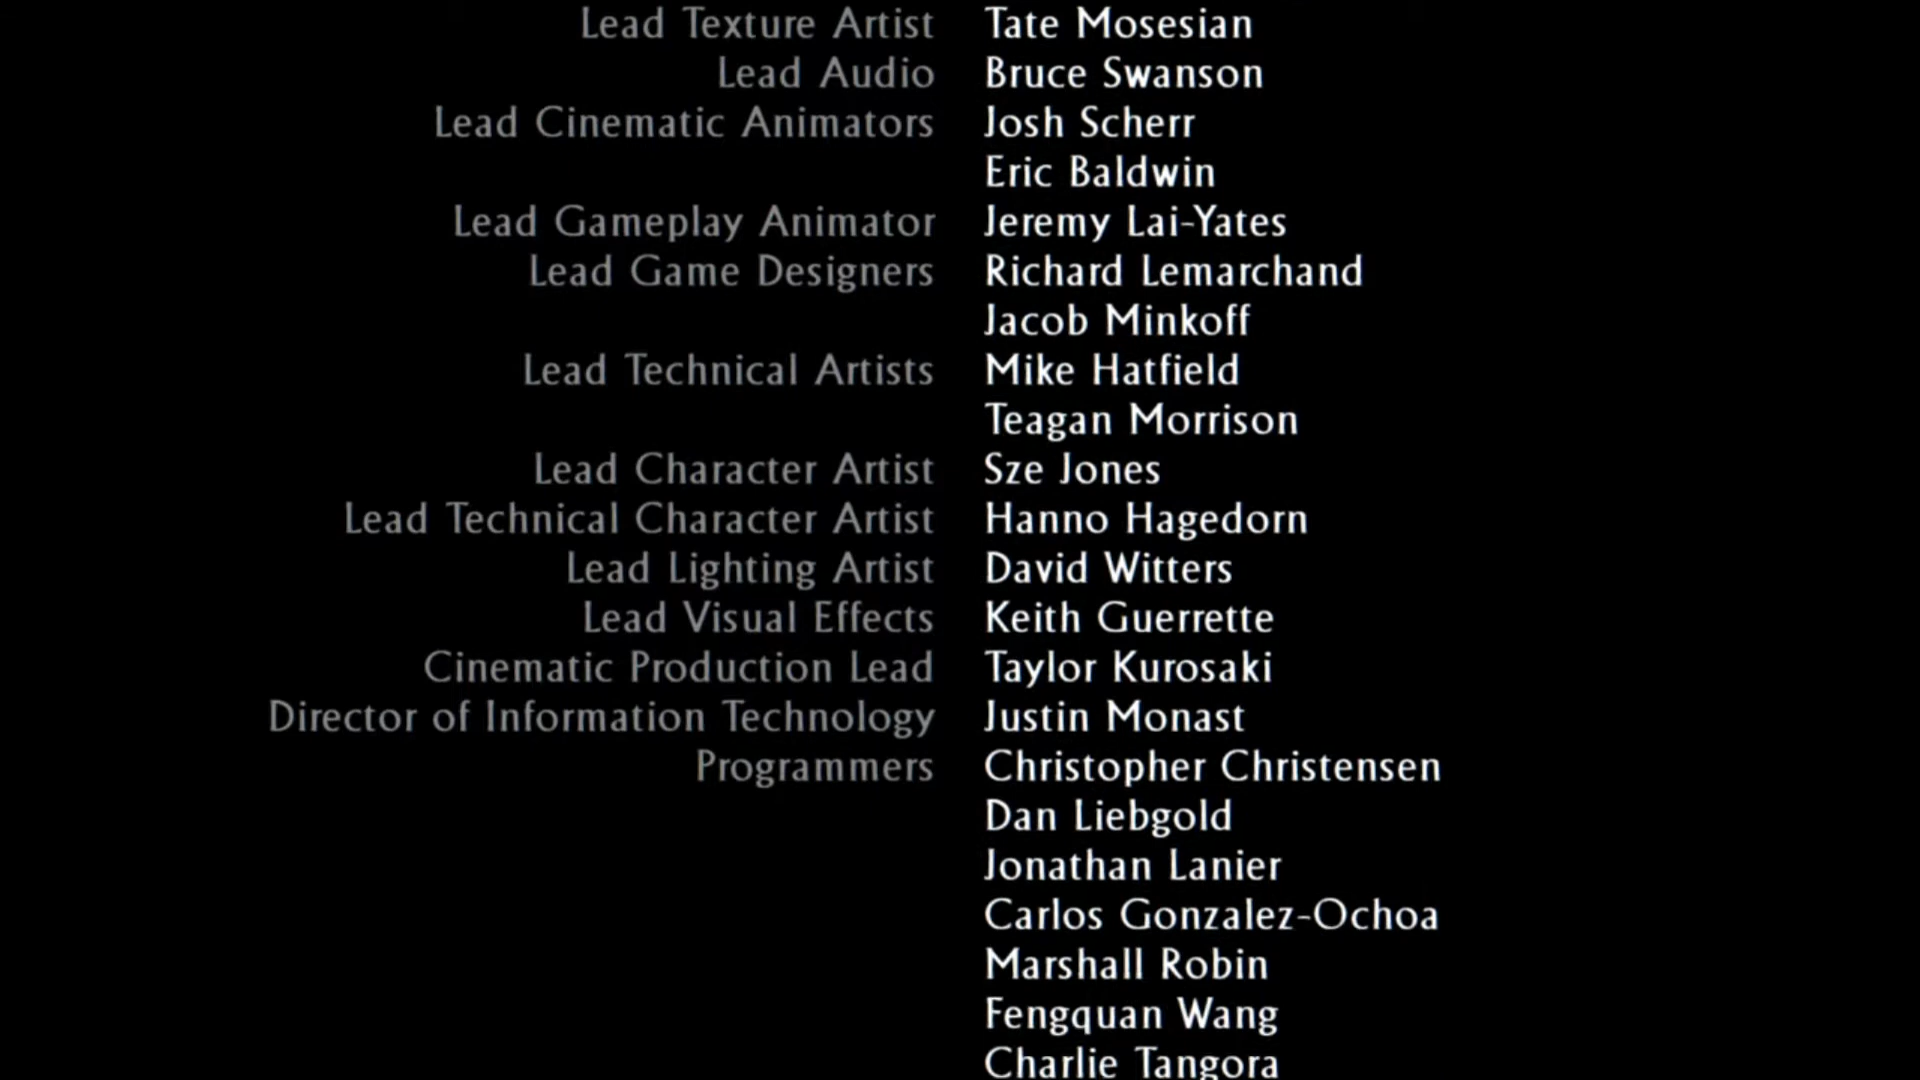 Lead Texture Artist Tate Mosesian
Lead Audio Bruce Swanson
Lead Cinematic Animators Josh Scherr
Eric Baldwin
Lead Gameplay Animator Jeremy Lai-Yates
Lead Game Designers Richard Lemarchand
Jacob Minkoff
Lead Technical Artists Mike Hatfield
Teagan Morrison
Lead Character Artist Sze Jones
Lead Technical Character Artist Hanno Hagedorn
Lead Lighting Artist David Witters
Lead Visual Effects Keith Guerrette
Cinematic Production Lead Taylor Kurosaki
Director of Information Technology Justin Monast
Programmers Christopher Christensen
Dan Liebgold
Jonathan Lanier
Carlos Gonzalez-Ochoa
Marshall Robin
Fengquan Wang
Charlie Tangora